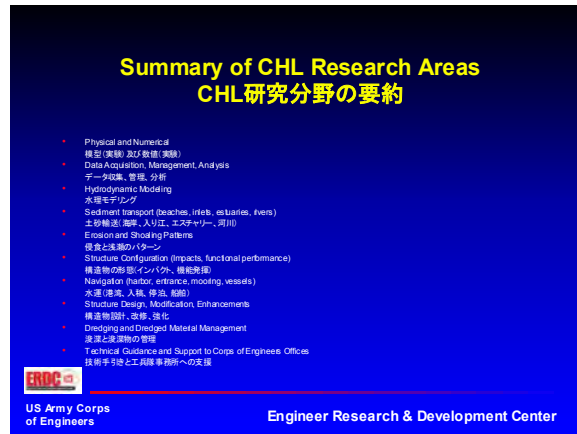 Summary of CHL Research Areas
CHL研究分野の要約
• Physical and Numerical
模型(実験)及び数値(実験)
• Data Acquisition, Management, Analysis
データ収集、管理、分析
• Hydrodynamic Modeling
水理モデリング
• Sediment transport (beaches, inlets, estuaries, rivers)
土砂輸送(海岸、入り江、エスチャリー、河川)
• Erosion and Shoaling Patterns
侵食と浅瀬のパターン
• Structure Configuration (Impacts, functional performance)
構造物の形態(インパクト、機能発揮)
• Navigation (harbor, entrance, mooring, vessels)
水運(港湾、入稿、停泊、船舶)
• Structure Design, Modification, Enhancements
構造物設計、改修、強化
• Dredging and Dredged Material Management
浚渫と浚渫物の管理
• Technical Guidance and Support to Corps of Engineers Offices
技術手引きと工兵隊事務所への支援
ERDC
US Army Corps
of Engineers
Engineer Research & Development Center